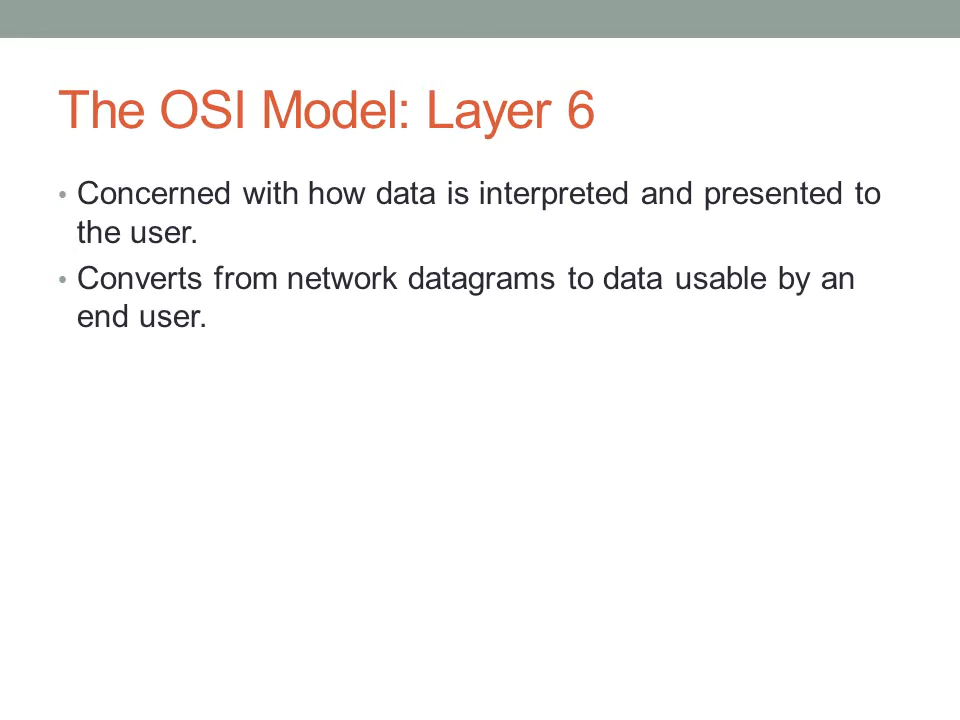 The OSI Model: Layer 6
• Concerned with how data is interpreted and presented to
the user.
• Converts from network datagrams to data usable by an
end user.